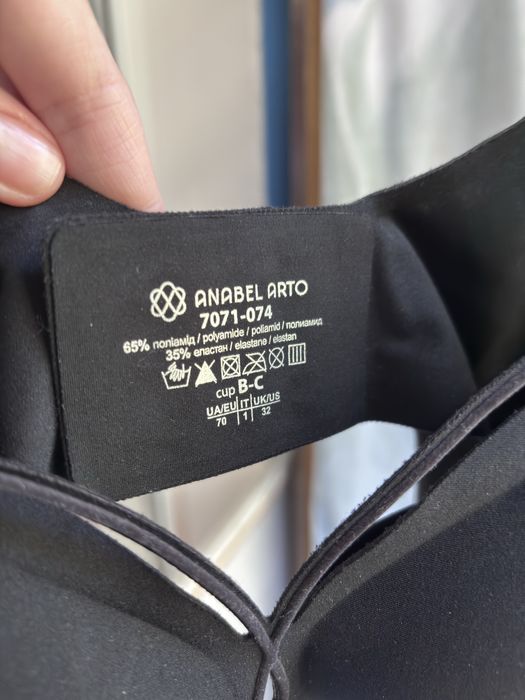 ANABEL ARTO
7071-074
65% поліамід / polyamide / poliamid / полиамид
35% еластан / elastane / elastan
cup B-C
UA/EU | IT | UK/US
70 | 1 | 32